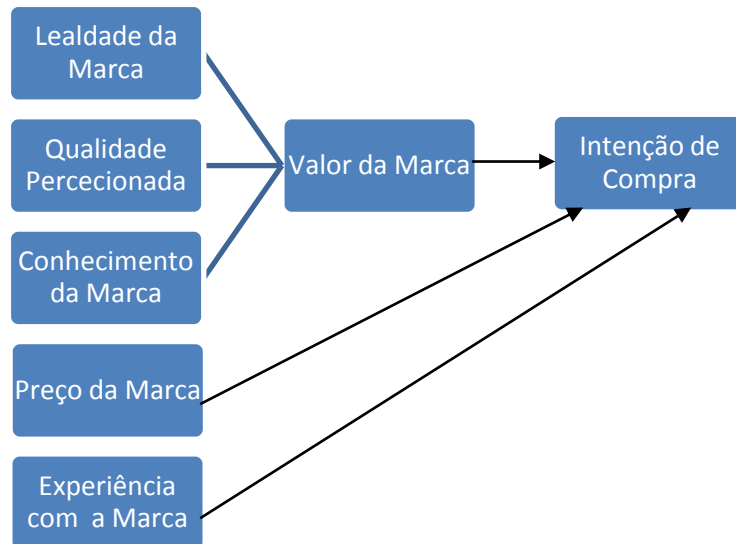 Lealdade da
Marca
Qualidade
Percecionada
Conhecimento
da Marca
Preço da Marca
Experiência
com a Marca
Valor da Marca
Intenção de
Compra